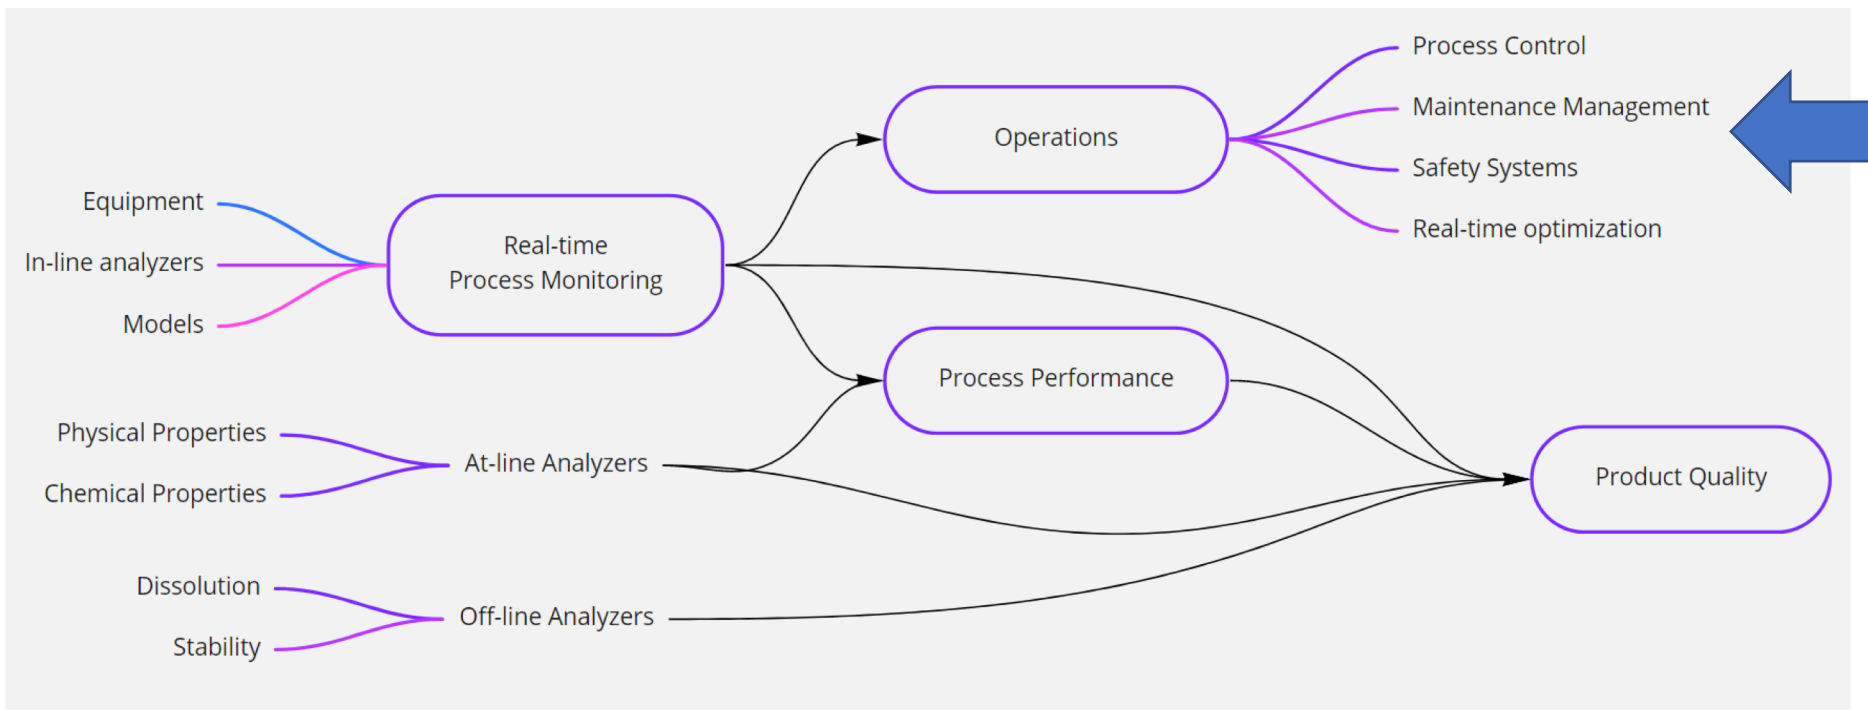 Process Control
Maintenance Management
Operations
Safety Systems
Equipment
Real-time optimization
Real-time
Process Monitoring
In-line analyzers
Models
Process Performance
Physical Properties
At-line Analyzers
Chemical Properties
Product Quality
Dissolution
Off-line Analyzers
Stability